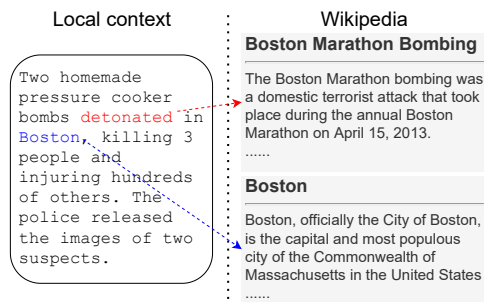 Local context
Two homemade
pressure cooker
bombs detonated in
Boston, killing 3
people and
injuring hundreds
of others. The
police released
the images of two
suspects.
Wikipedia
Boston Marathon Bombing
The Boston Marathon bombing was
a domestic terrorist attack that took
place during the annual Boston
Marathon on April 15, 2013.
......
Boston
Boston, officially the City of Boston,
is the capital and most populous
city of the Commonwealth of
Massachusetts in the United States
......